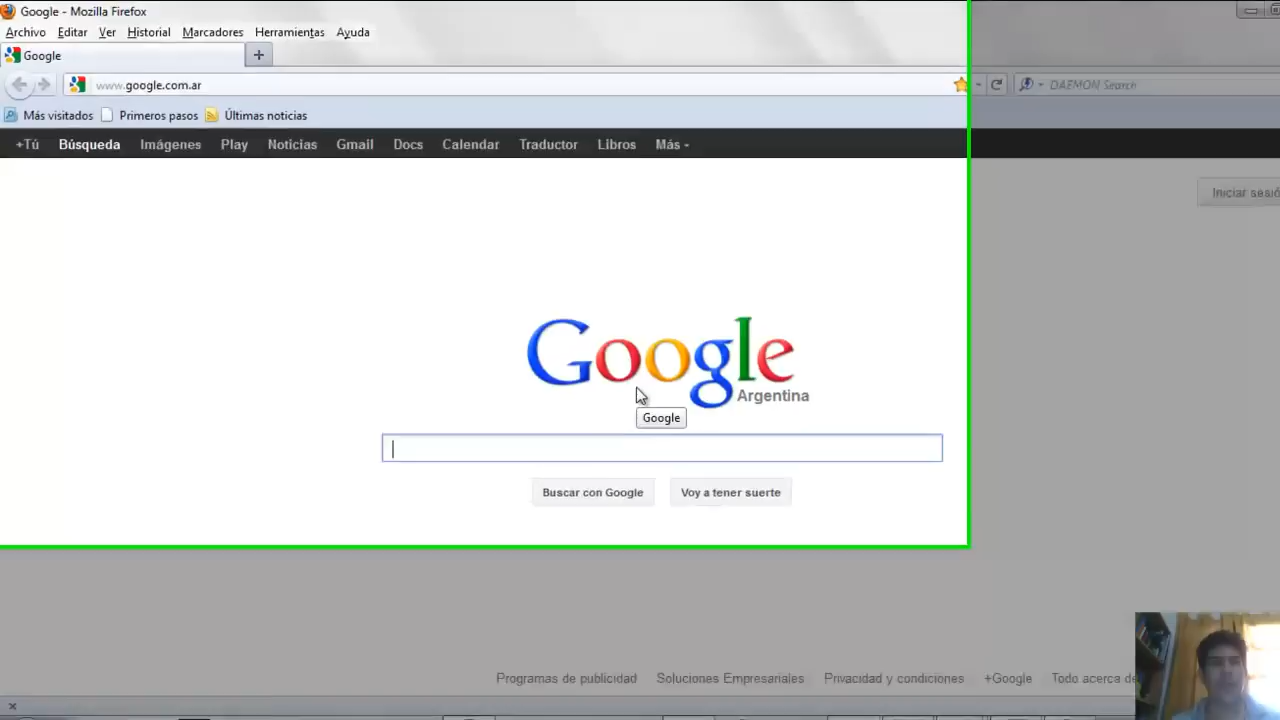 Google - Mozilla Firefox
Archivo Editar Ver Historial Marcadores Herramientas Ayuda
Google +
www.google.com.ar DAEMON Search
Más visitados Primeros pasos Últimas noticias
+Tú Búsqueda Imágenes Play Noticias Gmail Docs Calendar Traductor Libros Más
Iniciar sesió
Google
Argentina
Google
Buscar con Google Voy a tener suerte
Programas de publicidad Soluciones Empresariales Privacidad y condiciones +Google Todo acerca de